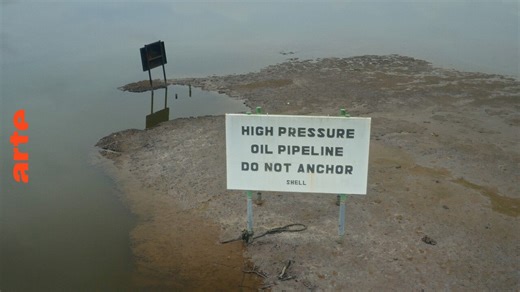 arte
HIGH PRESSURE
OIL PIPELINE
DO NOT ANCHOR
SHELL